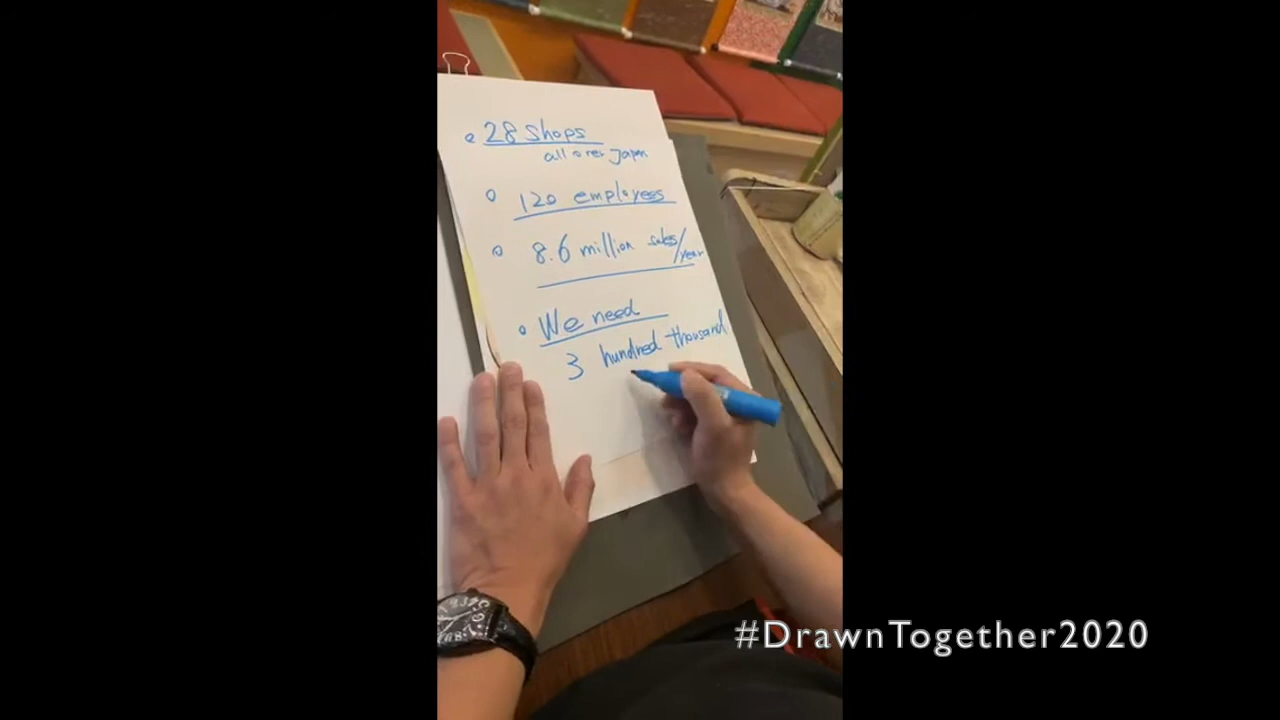 28 shops
all over Japan
120 employees
8.6 million sales/year
We need
3 hundred thousand
#DrawnTogether2020